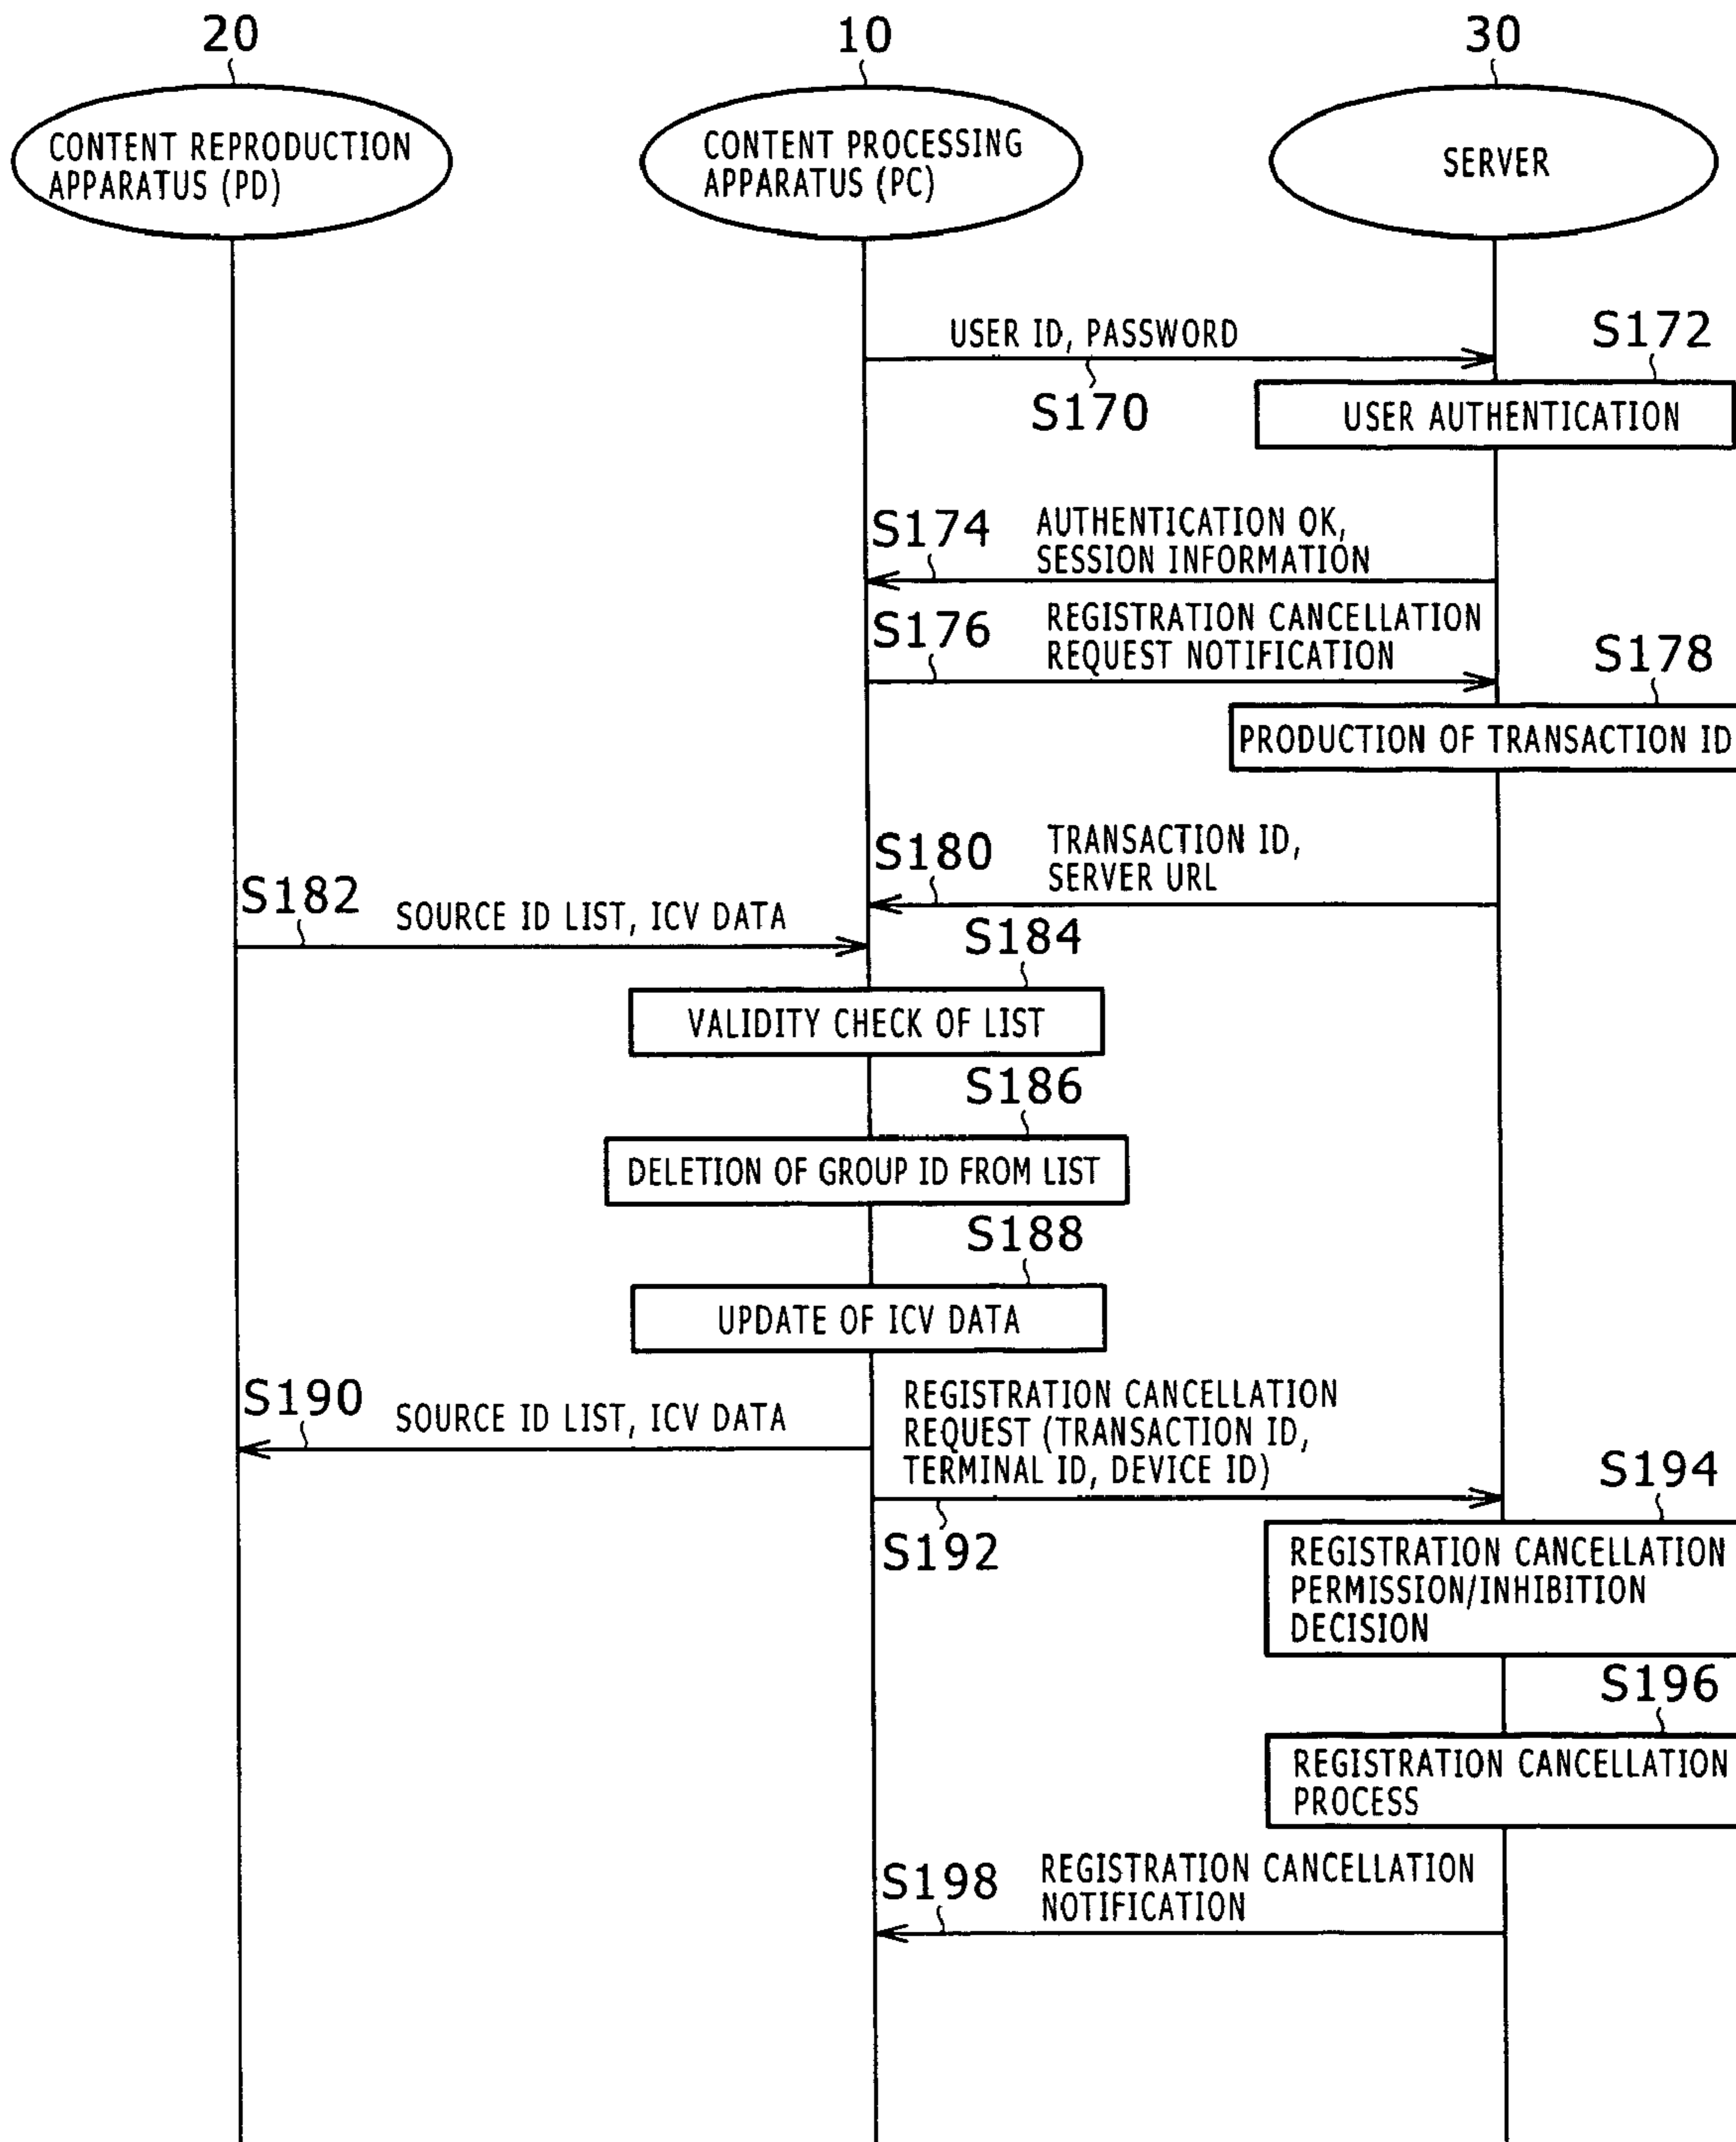 20
10
30
CONTENT REPRODUCTION
APPARATUS (PD)
CONTENT PROCESSING
APPARATUS (PC)
SERVER
USER ID, PASSWORD
S170
S172
USER AUTHENTICATION
S174
AUTHENTICATION OK,
SESSION INFORMATION
S176
REGISTRATION CANCELLATION
REQUEST NOTIFICATION
S178
PRODUCTION OF TRANSACTION ID
S180
TRANSACTION ID,
SERVER URL
S182
SOURCE ID LIST, ICV DATA
S184
VALIDITY CHECK OF LIST
S186
DELETION OF GROUP ID FROM LIST
S188
UPDATE OF ICV DATA
S190
SOURCE ID LIST, ICV DATA
REGISTRATION CANCELLATION
REQUEST (TRANSACTION ID,
TERMINAL ID, DEVICE ID)
S192
S194
REGISTRATION CANCELLATION
PERMISSION/INHIBITION
DECISION
S196
REGISTRATION CANCELLATION
PROCESS
S198
REGISTRATION CANCELLATION
NOTIFICATION